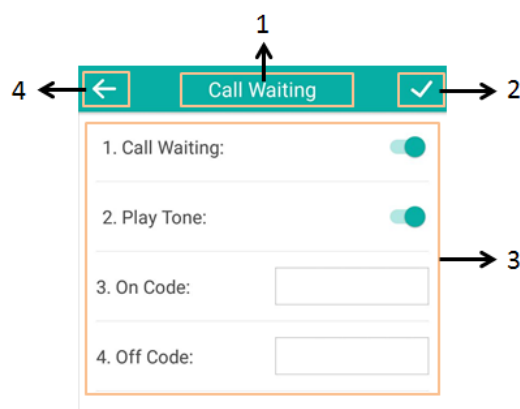 1
4
Call Waiting
2
1. Call Waiting:
2. Play Tone:
3
3. On Code:
4. Off Code: